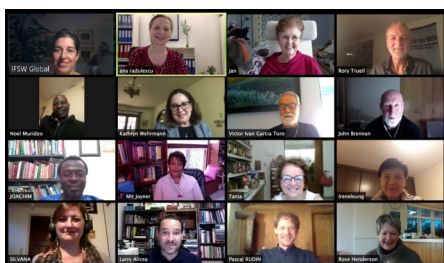 IFSW Global
ana radulescu
Jan
Rory Truell
Noel Muridzo
Kathryn Wehrmann
Victor Ivan Garcia Toro
John Brennan
JOACHIM
Mit Joyner
Tania
Ireneleung
SILVANA
Larry Alicea
Pascal RUDIN
Rose Henderson